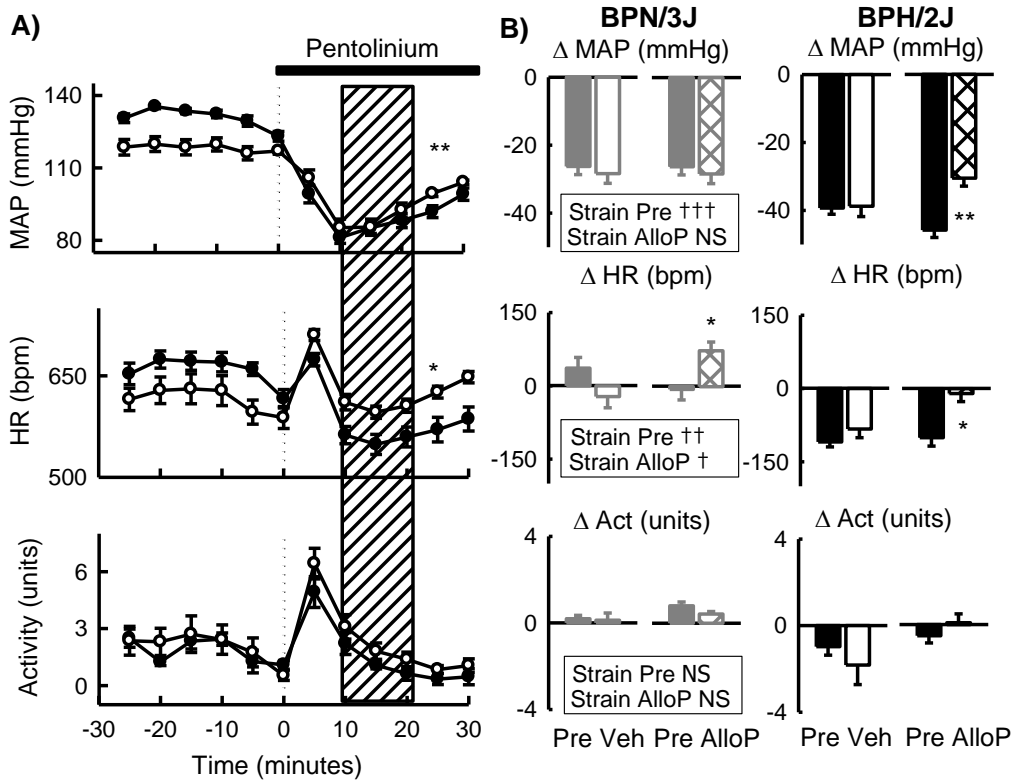 A)
Pentolinium
140
120
80
MAP (mmHg)
**
650
500
HR (bpm)
*
6
3
0
Activity (units)
-30 -20 -10 0 10 20 30
Time (minutes)
B)
BPN/3J
BPH/2J
Δ MAP (mmHg)
Δ MAP (mmHg)
0
-20
-40
0
-20
-40
Strain Pre †††
Strain AlloP NS
**
Δ HR (bpm)
Δ HR (bpm)
150
0
-150
150
0
-150
*
Strain Pre ††
Strain AlloP †
*
Δ Act (units)
Δ Act (units)
4
0
-4
4
0
-4
Strain Pre NS
Strain AlloP NS
Pre Veh Pre AlloP
Pre Veh Pre AlloP